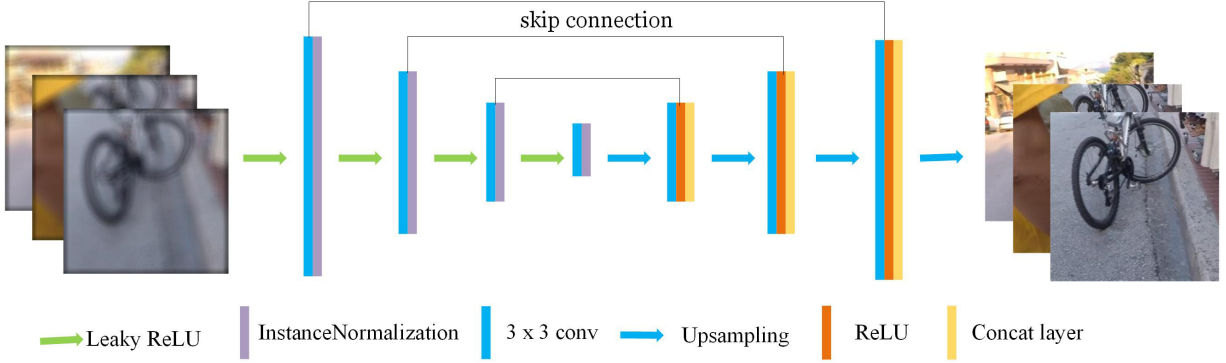 skip connection
Leaky ReLU InstanceNormalization 3 x 3 conv Upsampling ReLU Concat layer